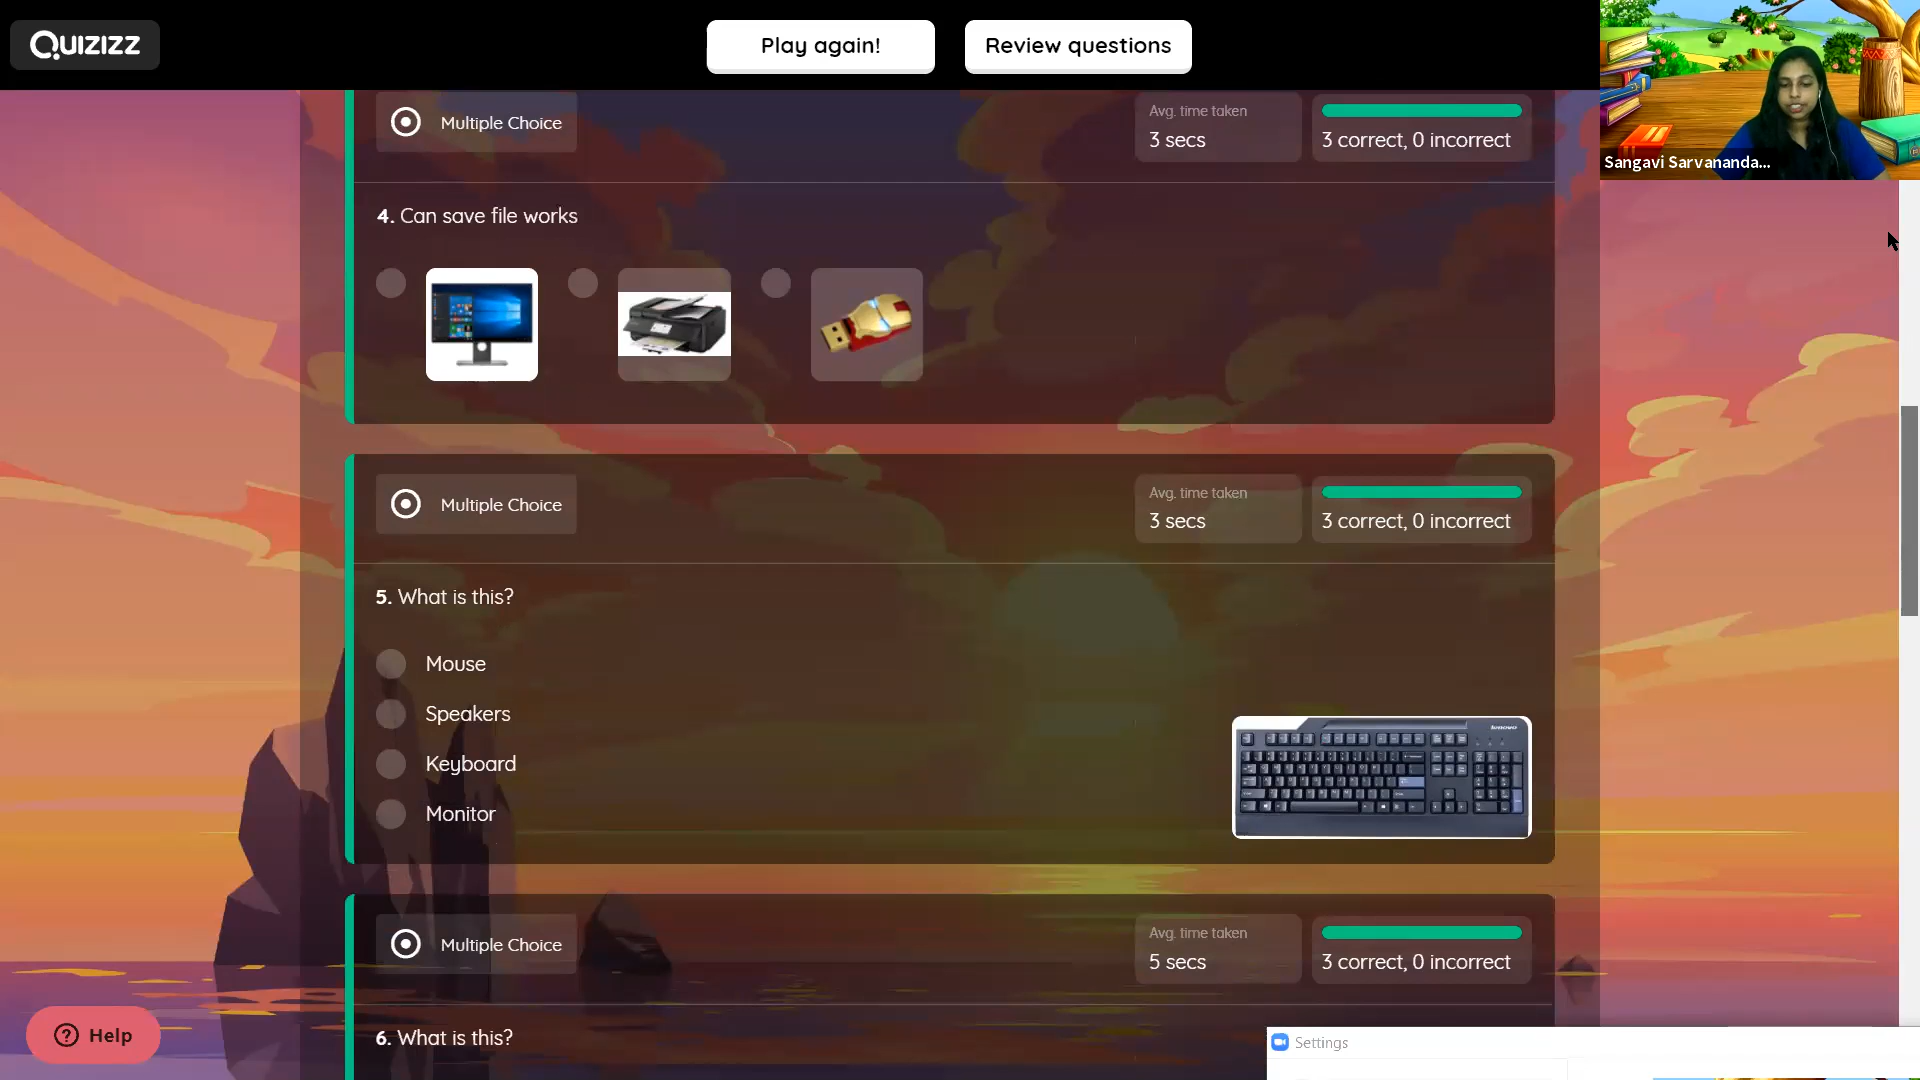 QUIZIZZ
Play again!
Review questions
Sangavi Sarvananda...
Multiple Choice
Avg. time taken
3 secs
3 correct, 0 incorrect
4. Can save file works
Multiple Choice
Avg. time taken
3 secs
3 correct, 0 incorrect
5. What is this?
Mouse
Speakers
Keyboard
Monitor
lenovo
Multiple Choice
Avg. time taken
5 secs
3 correct, 0 incorrect
6. What is this?
Help
Settings